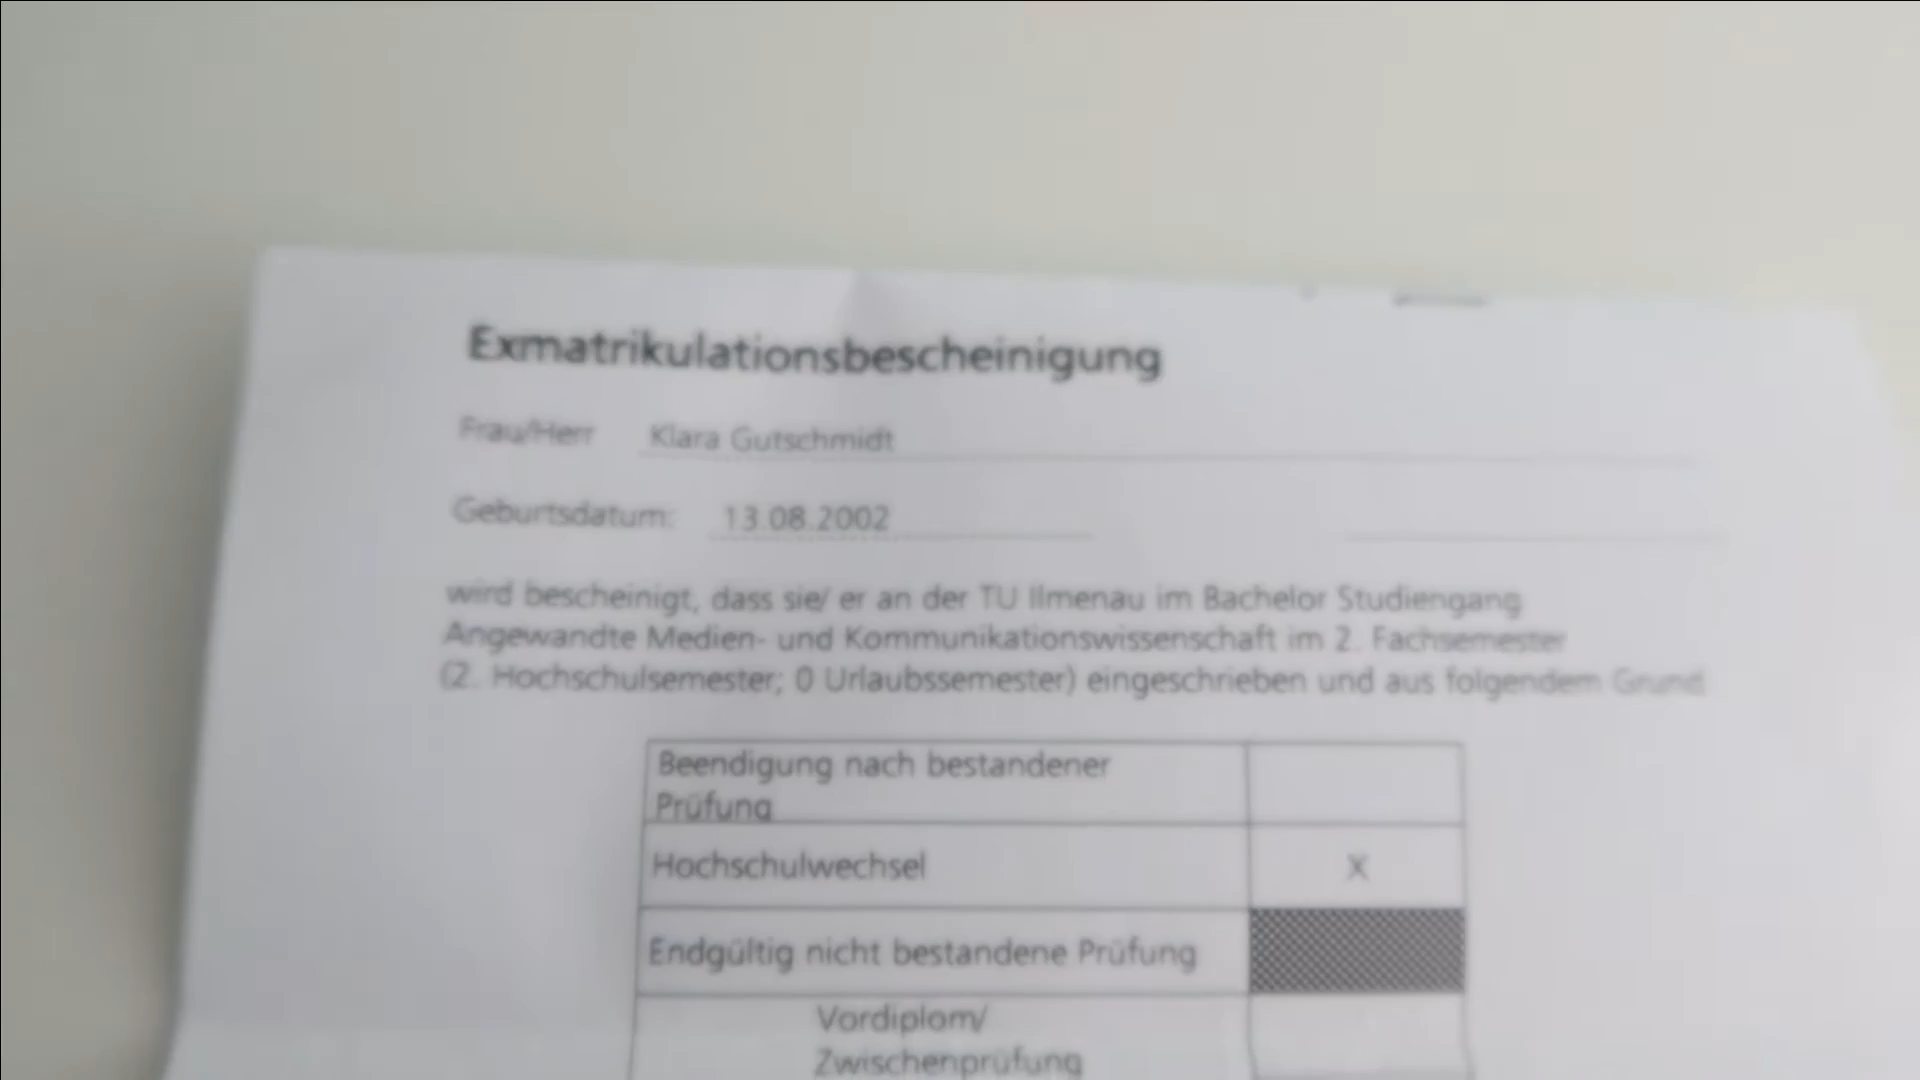 Exmatrikulationsbescheinigung
Frau/Herr Klara Gutschmidt
Geburtsdatum: 13.08.2002
wird bescheinigt, dass sie/ er an der TU Ilmenau im Bachelor Studiengang
Angewandte Medien- und Kommunikationswissenschaft im 2. Fachsemester
(2. Hochschulsemester; 0 Urlaubssemester) eingeschrieben und aus folgendem Grund
Beendigung nach bestandener
Prüfung
Hochschulwechsel X
Endgültig nicht bestandene Prüfung
Vordiplom/
Zwischenprüfung